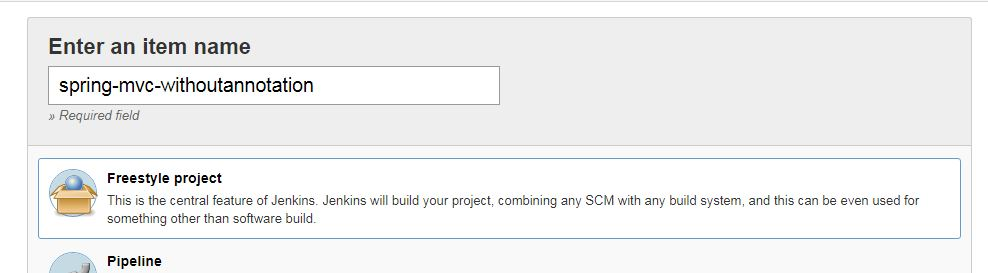 Enter an item name
spring-mvc-withoutannotation
» Required field
Freestyle project
This is the central feature of Jenkins. Jenkins will build your project, combining any SCM with any build system, and this can be even used for
something other than software build.
Pipeline